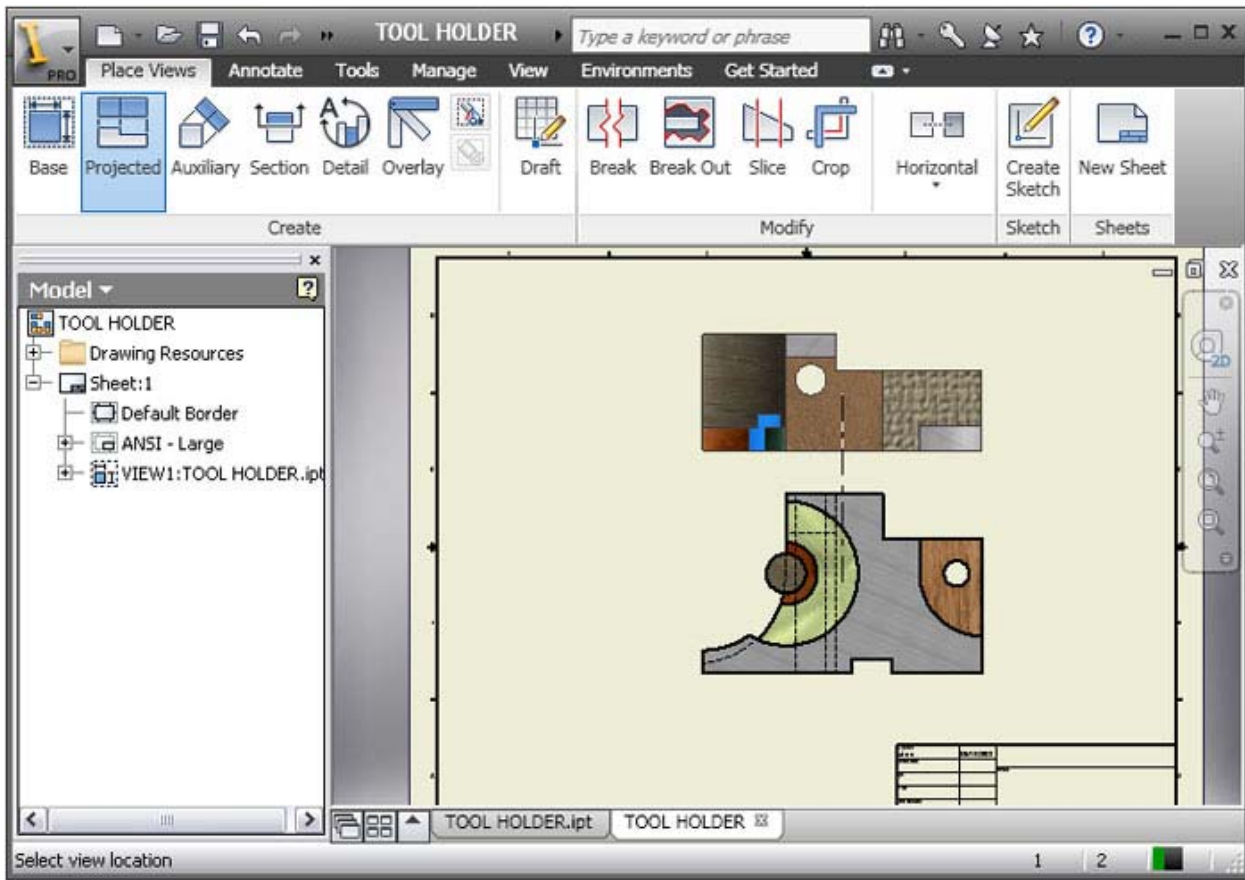 TOOL HOLDER
Type a keyword or phrase
PRO
Place Views Annotate Tools Manage View Environments Get Started
Base Projected Auxiliary Section Detail Overlay Draft Break Break Out Slice Crop Horizontal Create Sketch New Sheet
Create Modify Sketch Sheets
Model
TOOL HOLDER
Drawing Resources
Sheet:1
Default Border
ANSI - Large
VIEW1:TOOL HOLDER.ipt
2D
TOOL HOLDER.ipt TOOL HOLDER
Select view location 1 2